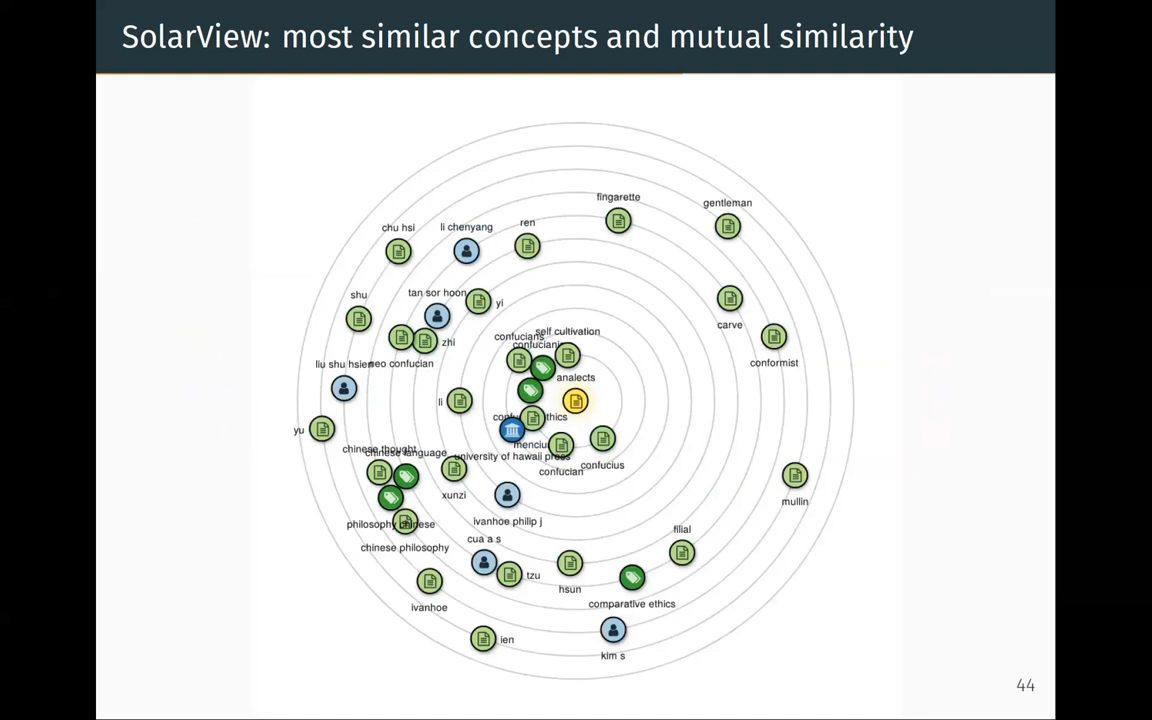 SolarView: most similar concepts and mutual similarity
fingarette
gentleman
chu hsi
li chenyang
ren
shu
tan sor hoon
yi
carve
confucians
self cultivation
zhi
liu shu hsien
neo confucian
conformist
analects
li
yu
ethics
mencius
chinese thought
chinese language
university of hawaii press
confucian
confucius
xunzi
mullin
ivanhoe philip j
philosophy chinese
chinese philosophy
filial
cua a s
tzu
hsun
comparative ethics
ivanhoe
ien
kim s
44